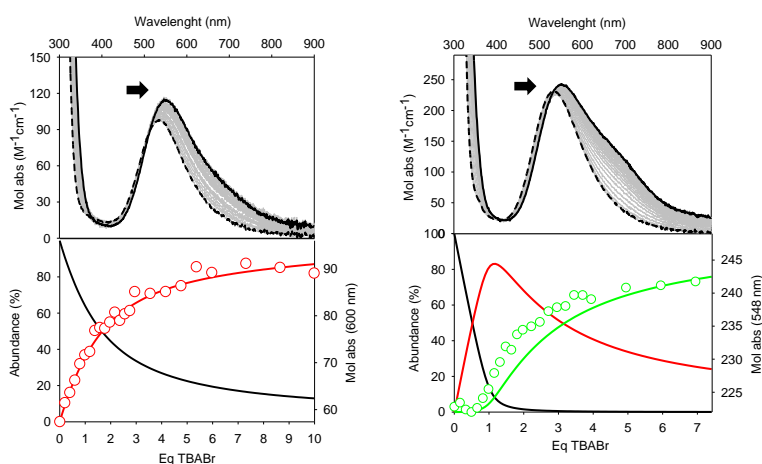 Wavelenght (nm)
300 400 500 600 700 800 900
Mol abs (M⁻¹cm⁻¹)
150
120
90
60
30
0
Abundance (%)
80
60
40
20
0
Mol abs (600 nm)
90
80
70
60
0 1 2 3 4 5 6 7 8 9 10
Eq TBABr
Wavelenght (nm)
300 400 500 600 700 800 900
Mol abs (M⁻¹cm⁻¹)
250
200
150
100
50
0
100
Abundance (%)
80
60
40
20
0
Mol abs (548 nm)
245
240
235
230
225
0 1 2 3 4 5 6 7
Eq TBABr